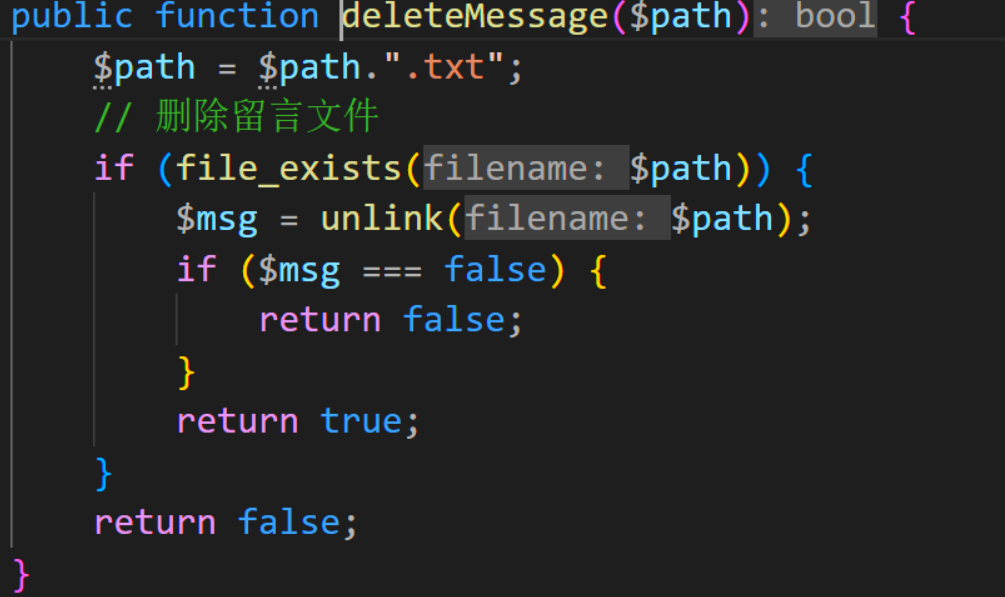 public function deleteMessage($path): bool {
$path = $path.".txt";
// 删除留言文件
if (file_exists(filename: $path)) {
$msg = unlink(filename: $path);
if ($msg === false) {
return false;
}
return true;
}
return false;
}